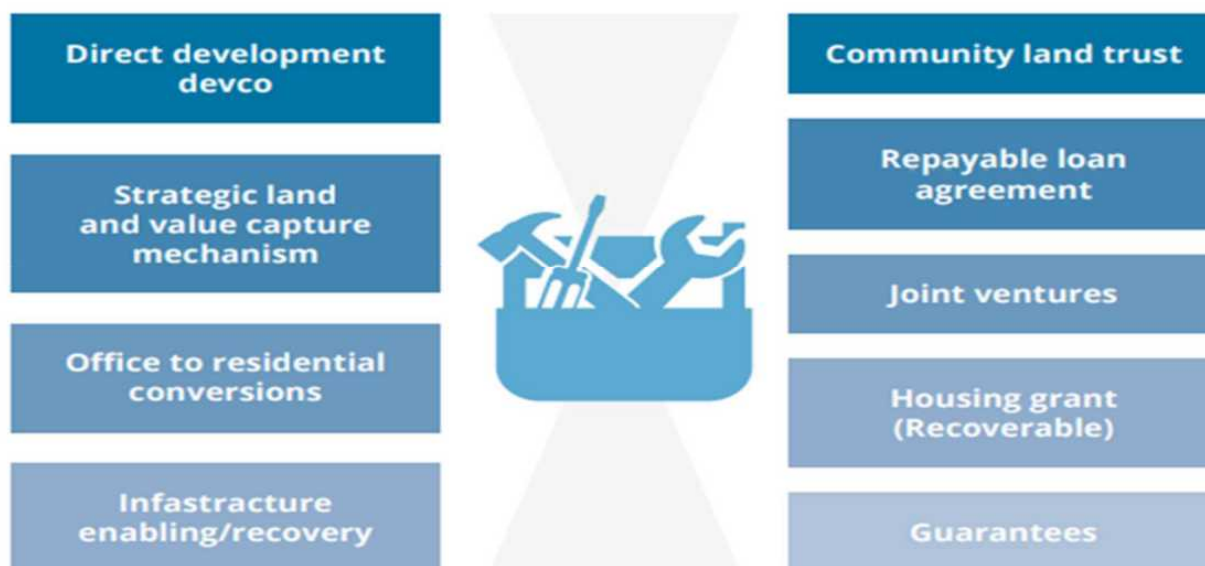 Direct development
devco
Strategic land
and value capture
mechanism
Office to residential
conversions
Infastracture
enabling/recovery
Community land trust
Repayable loan
agreement
Joint ventures
Housing grant
(Recoverable)
Guarantees